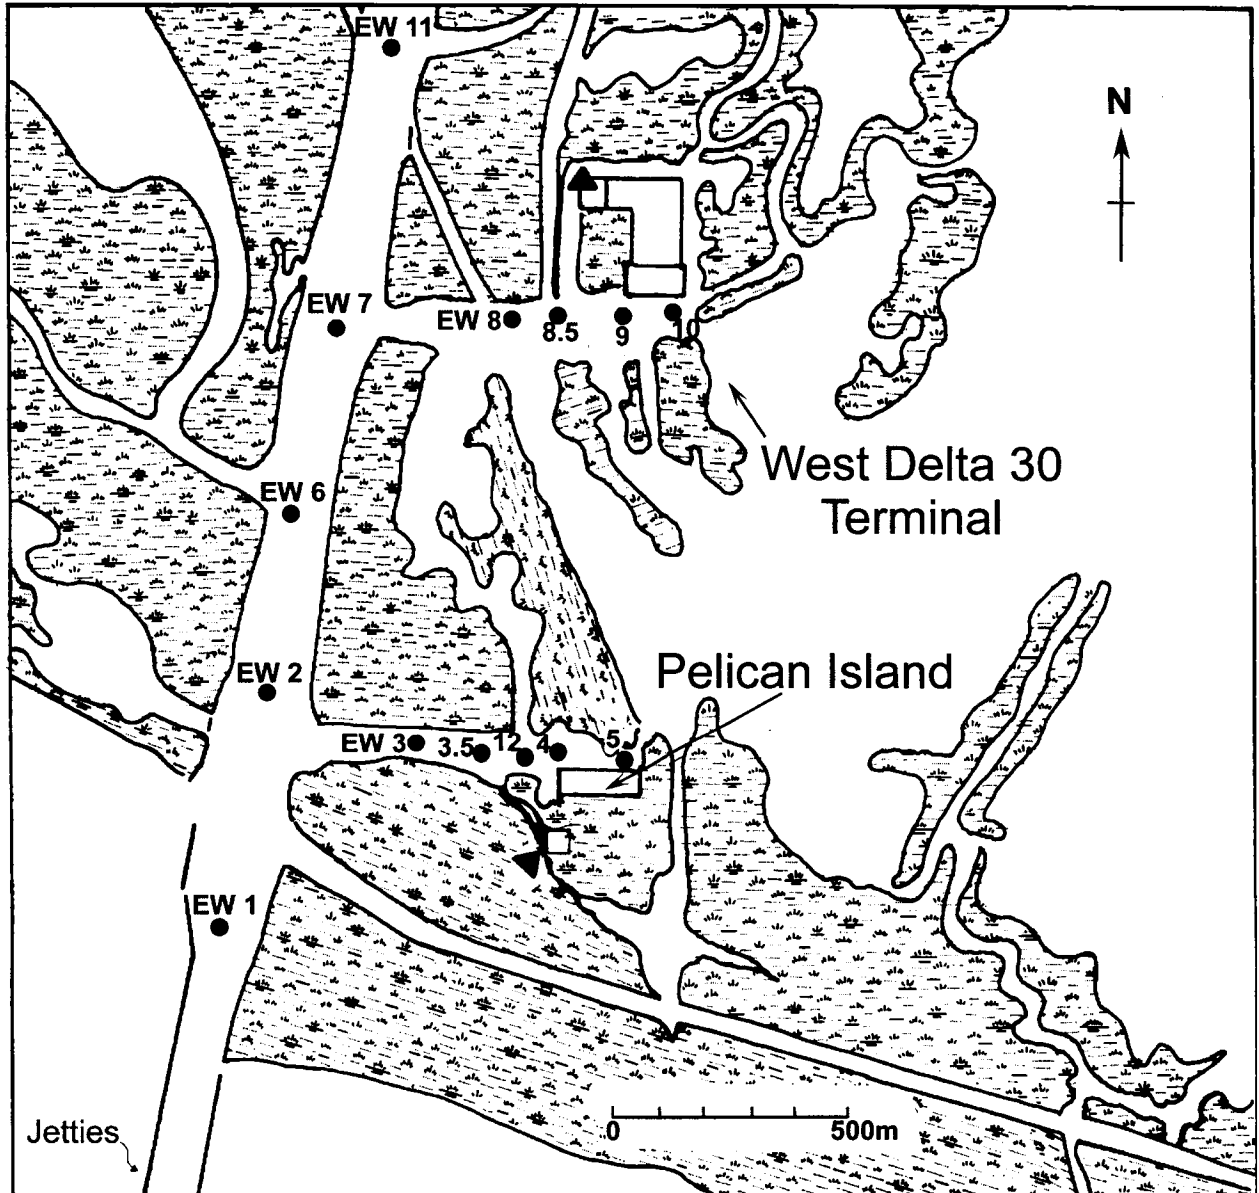 EW 11
N
EW 7
EW 8
8.5
9
10
West Delta 30
Terminal
EW 6
EW 2
Pelican Island
EW 3
3.5
12
4
5
EW 1
0
500m
Jetties